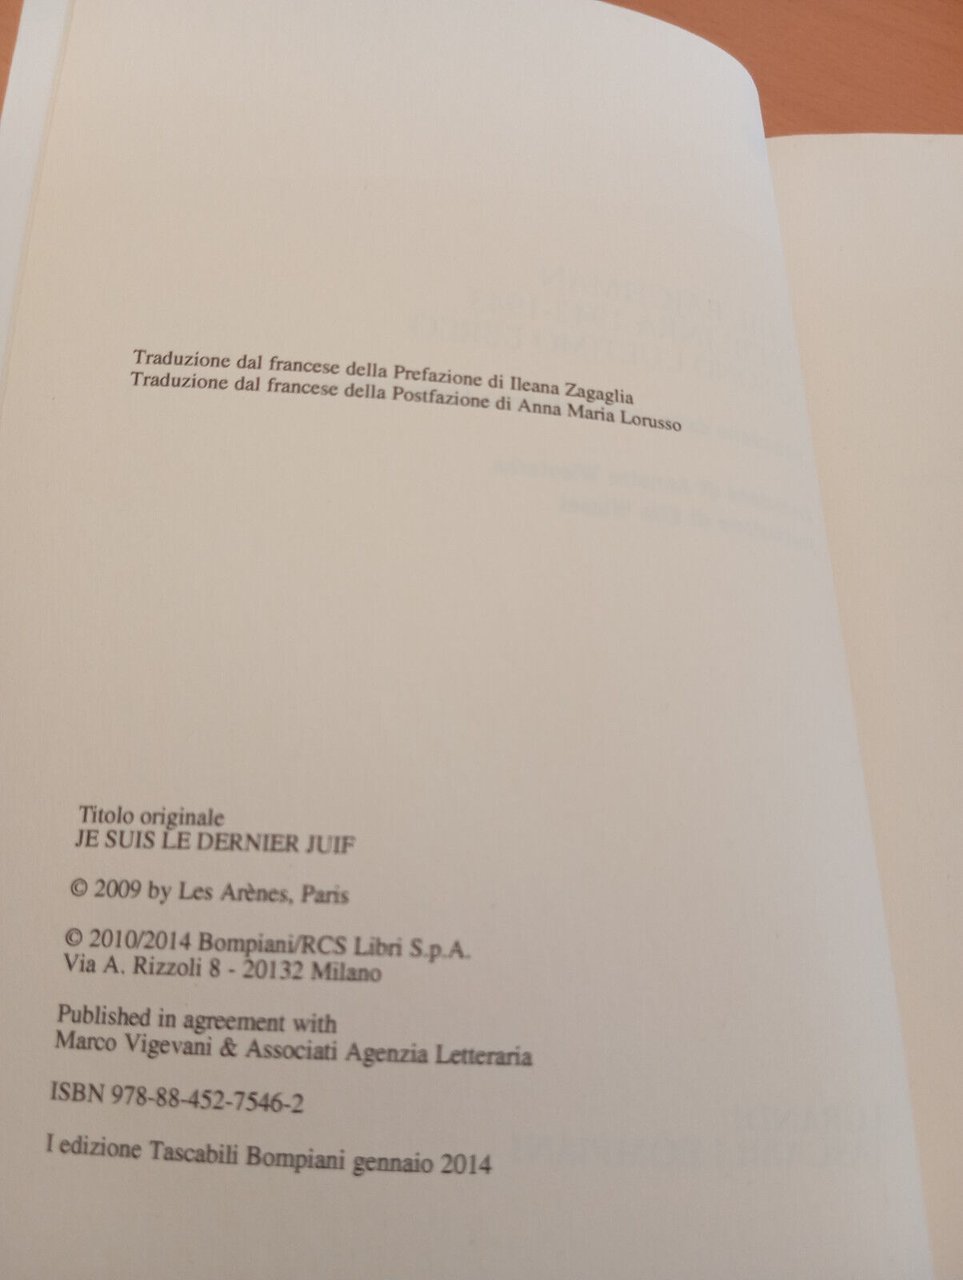 Traduzione dal francese della Prefazione di Ileana Zagaglia
Traduzione dal francese della Postfazione di Anna Maria Lorusso
Titolo originale
JE SUIS LE DERNIER JUIF
© 2009 by Les Arènes, Paris
© 2010/2014 Bompiani/RCS Libri S.p.A.
Via A. Rizzoli 8 - 20132 Milano
Published in agreement with
Marco Vigevani & Associati Agenzia Letteraria
ISBN 978-88-452-7546-2
I edizione Tascabili Bompiani gennaio 2014